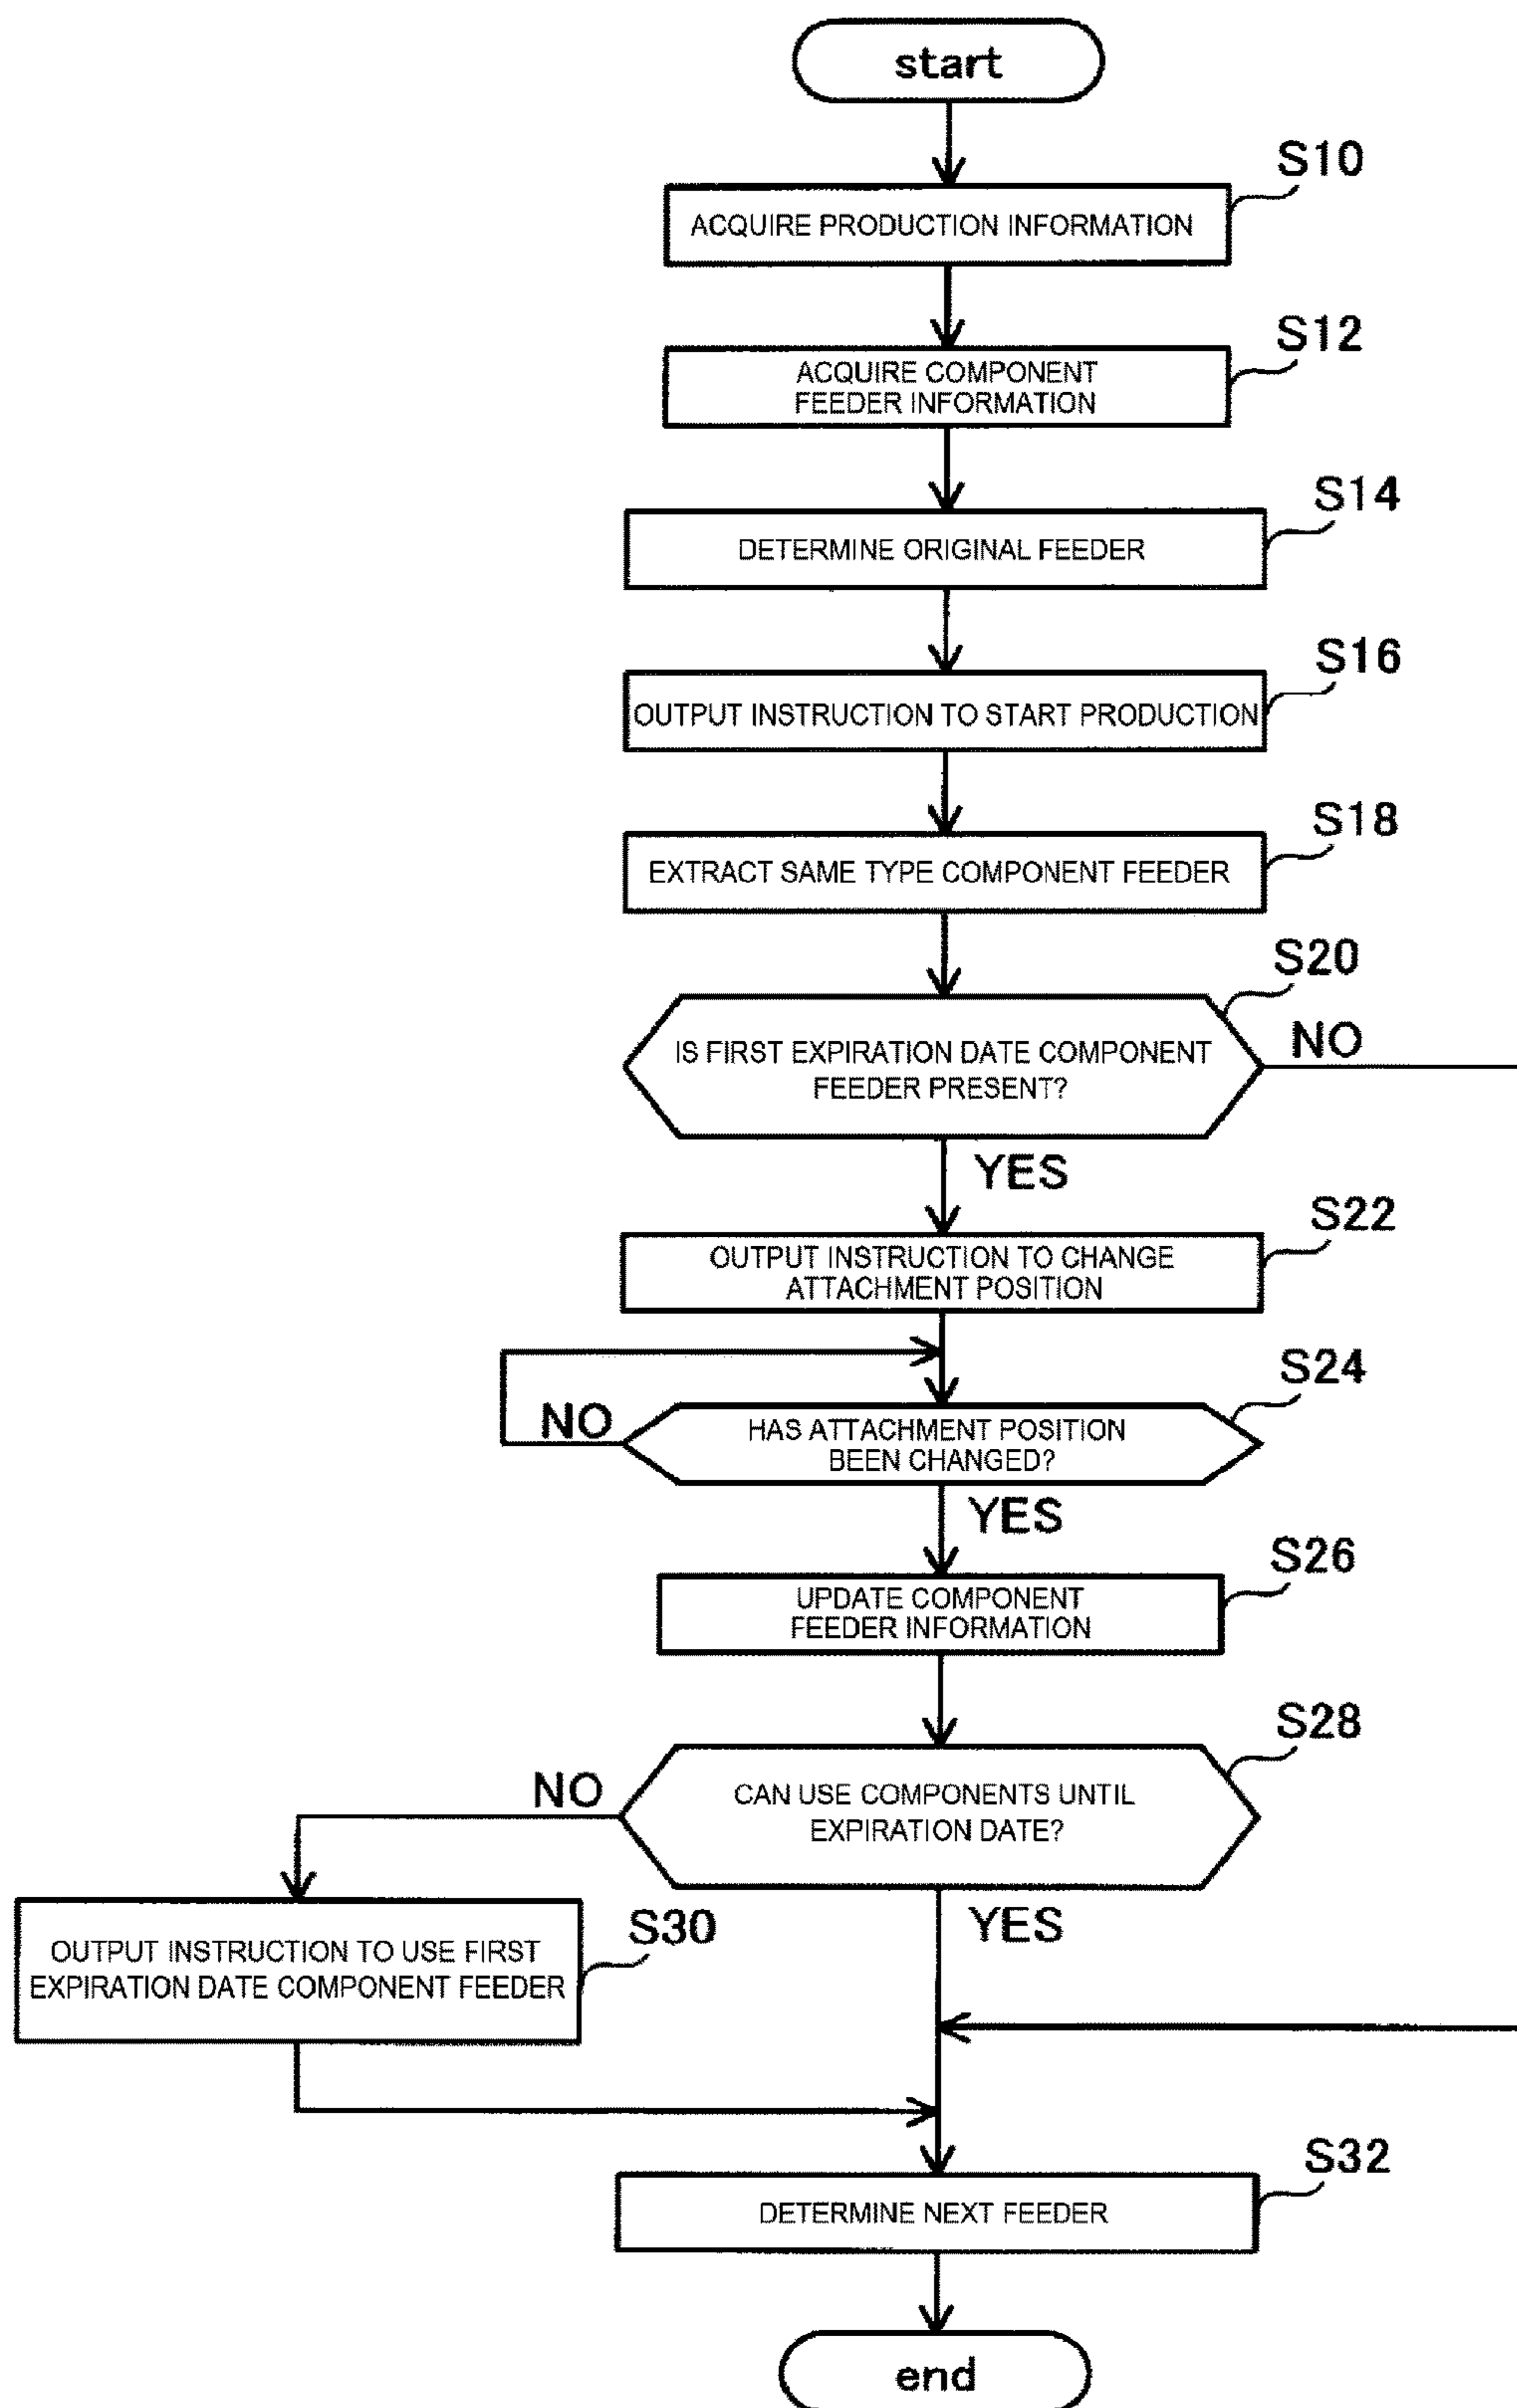 start
S10
ACQUIRE PRODUCTION INFORMATION
S12
ACQUIRE COMPONENT
FEEDER INFORMATION
S14
DETERMINE ORIGINAL FEEDER
S16
OUTPUT INSTRUCTION TO START PRODUCTION
S18
EXTRACT SAME TYPE COMPONENT FEEDER
S20
IS FIRST EXPIRATION DATE COMPONENT
FEEDER PRESENT?
NO
YES
S22
OUTPUT INSTRUCTION TO CHANGE
ATTACHMENT POSITION
S24
NO
HAS ATTACHMENT POSITION
BEEN CHANGED?
YES
S26
UPDATE COMPONENT
FEEDER INFORMATION
S28
NO
CAN USE COMPONENTS UNTIL
EXPIRATION DATE?
YES
S30
OUTPUT INSTRUCTION TO USE FIRST
EXPIRATION DATE COMPONENT FEEDER
S32
DETERMINE NEXT FEEDER
end